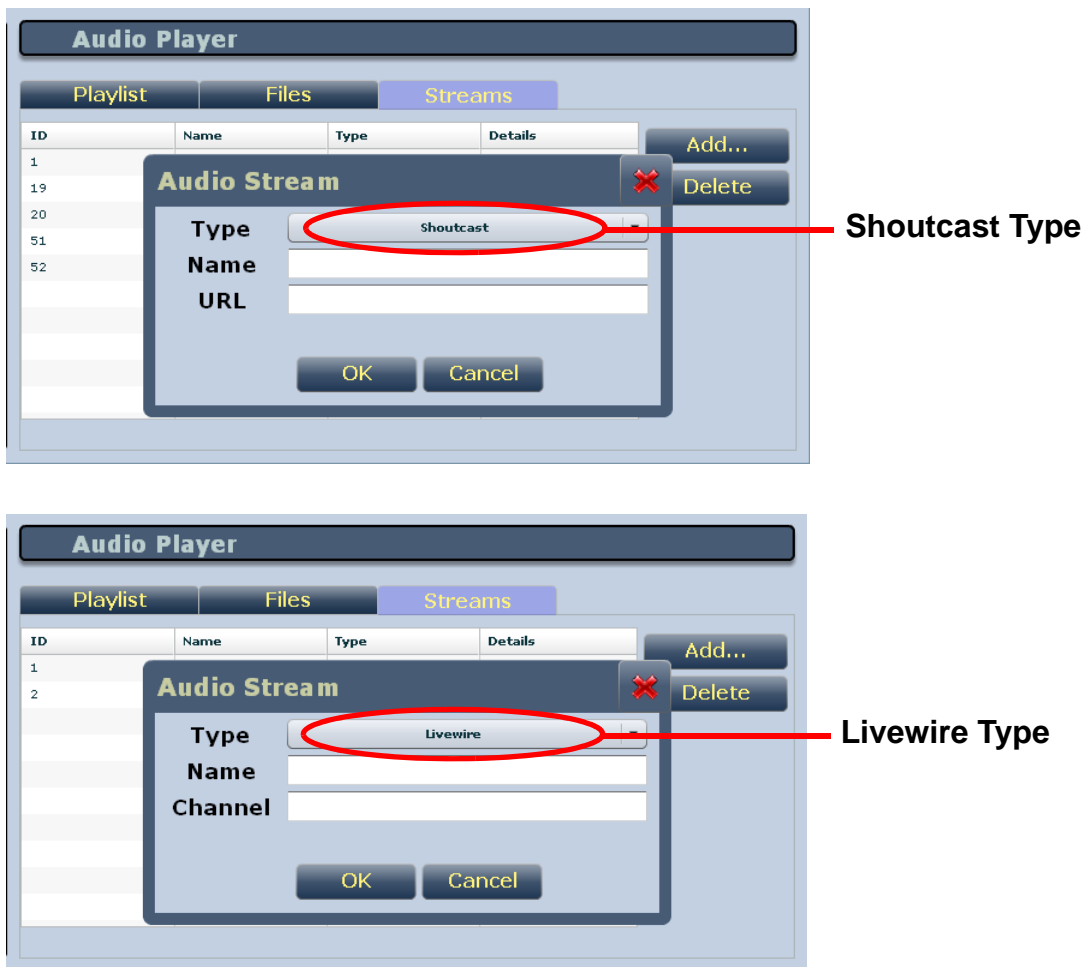 Audio Player
Playlist Files Streams
ID Name Type Details
Add...
1
Audio Stream
19
Delete
20
Type Shoutcast
Shoutcast Type
51
Name
52
URL
OK Cancel
Audio Player
Playlist Files Streams
ID Name Type Details
Add...
1
Audio Stream
2
Delete
Type Livewire
Livewire Type
Name
Channel
OK Cancel